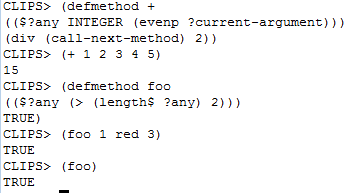 CLIPS> (defmethod +
(($?any INTEGER (evenp ?current-argument)))
(div (call-next-method) 2))
CLIPS> (+ 1 2 3 4 5)
15
CLIPS> (defmethod foo
(($?any (> (length$ ?any) 2)))
TRUE)
CLIPS> (foo 1 red 3)
TRUE
CLIPS> (foo)
TRUE